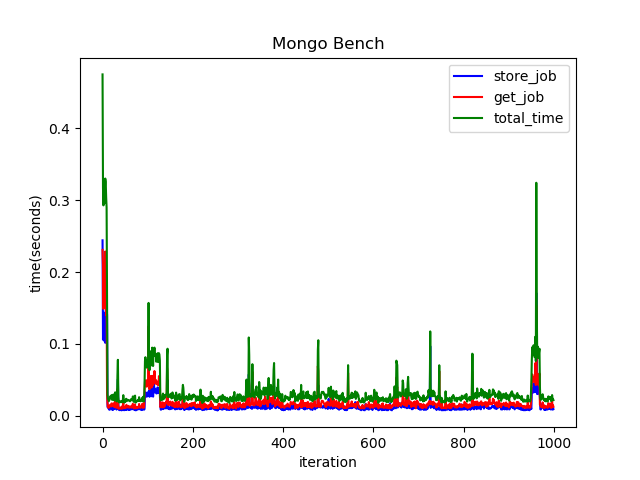 Mongo Bench
store_job
get_job
total_time
0.4
0.3
0.2
0.1
0.0
time(seconds)
0 200 400 600 800 1000
iteration